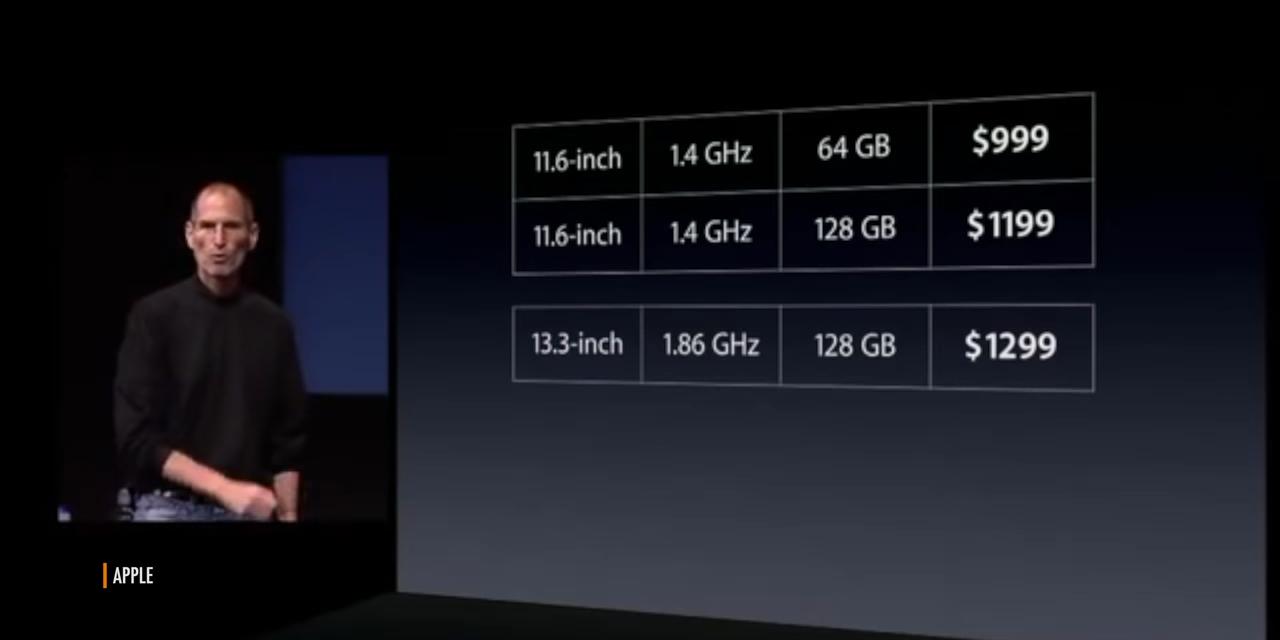 11.6-inch 1.4 GHz 64 GB $999
11.6-inch 1.4 GHz 128 GB $1199
13.3-inch 1.86 GHz 128 GB $1299
APPLE